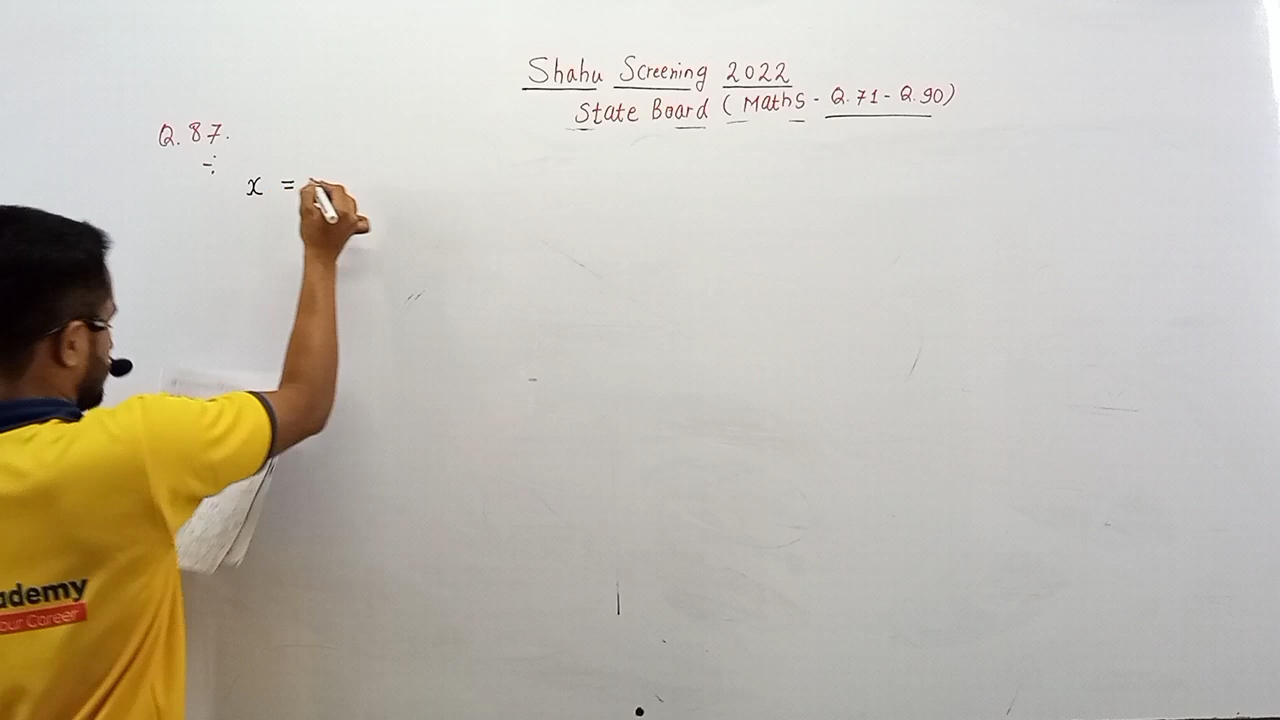 Shahu Screening 2022
State Board (Maths - Q.71 - Q.90)
Q.87.
x =
ademy
our Career